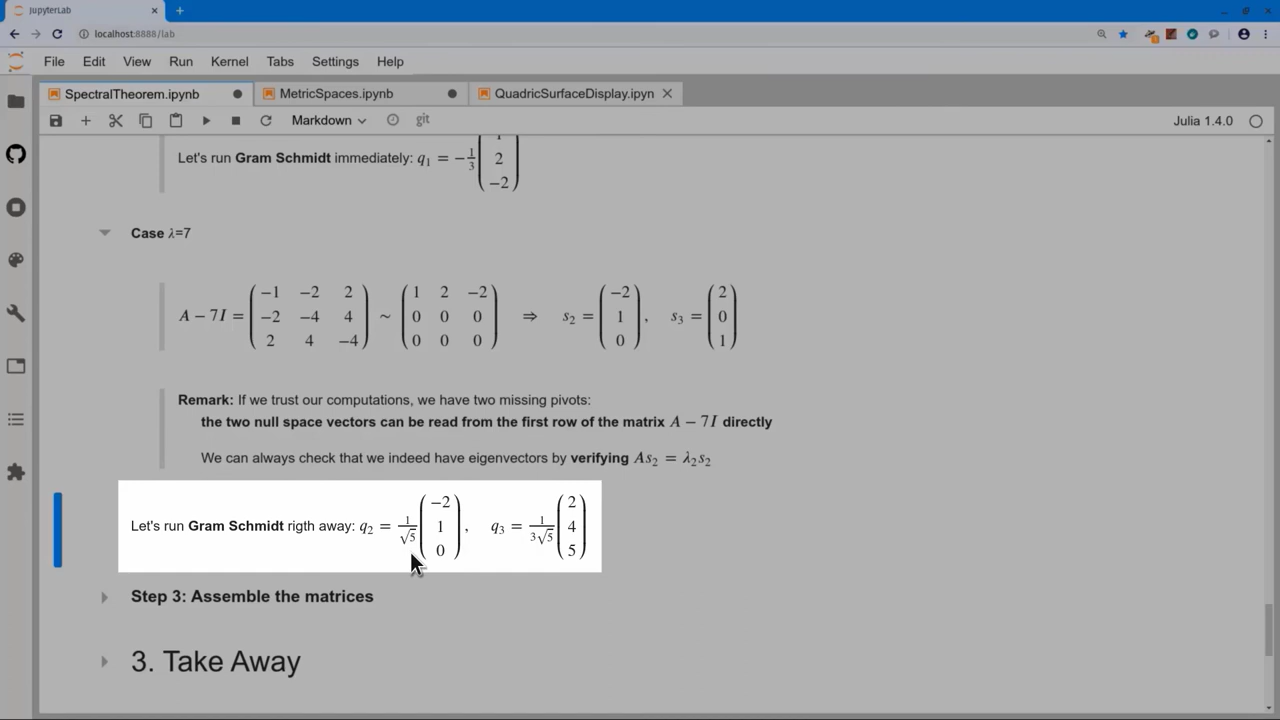 JupyterLab
localhost:8888/lab
File Edit View Run Kernel Tabs Settings Help
SpectralTheorem.ipynb MetricSpaces.ipynb QuadricSurfaceDisplay.ipyn
Markdown git Julia 1.4.0
Let's run Gram Schmidt immediately: q₁ = −1/3 (1 2 −2)
Case λ=7
A − 7I = (−1 −2 2; −2 −4 4; 2 4 −4) ~ (1 2 −2; 0 0 0; 0 0 0) ⇒ s₂ = (−2 1 0), s₃ = (2 0 1)
Remark: If we trust our computations, we have two missing pivots:
the two null space vectors can be read from the first row of the matrix A − 7I directly
We can always check that we indeed have eigenvectors by verifying As₂ = λ₂s₂
Let's run Gram Schmidt rigth away: q₂ = 1/√5 (−2 1 0), q₃ = 1/3√5 (2 4 5)
Step 3: Assemble the matrices
3. Take Away